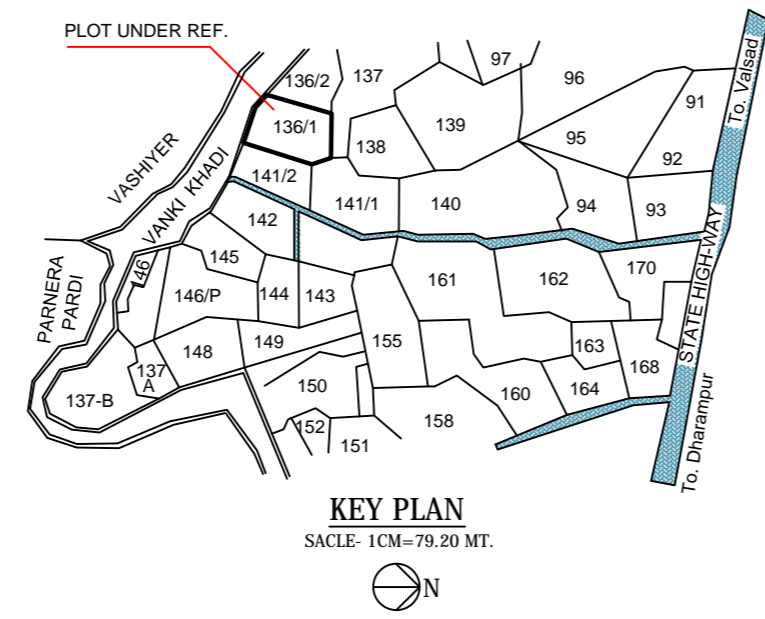 PLOT UNDER REF.
97
136/2
137
96
To. Valsad
91
136/1
139
138
95
92
VASHIYER
VANKI KHADI
141/2
141/1
140
94
93
142
145
146
PARNERA
PARDI
146/P
144
143
161
162
170
STATE HIGH-WAY
155
149
148
163
168
137
A
137-B
150
160
164
152
151
158
To. Dharampur
KEY PLAN
SACLE- 1CM=79.20 MT.
N